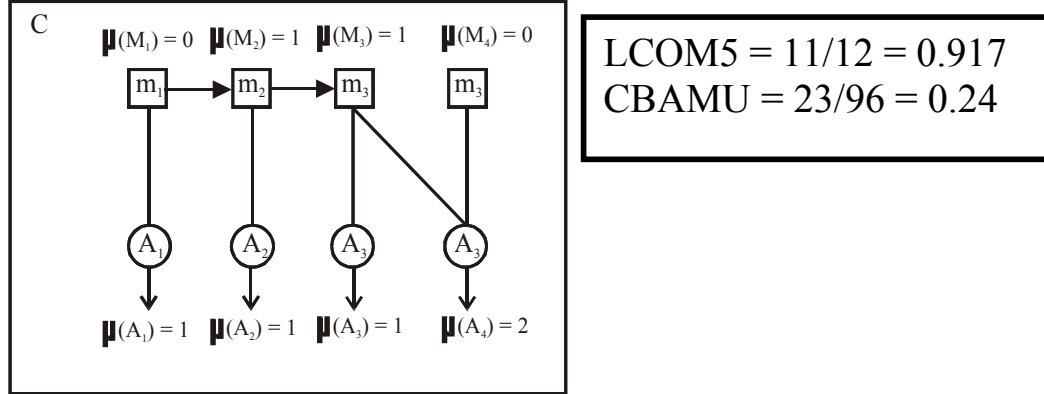 C
μ(M₁) = 0 μ(M₂) = 1 μ(M₃) = 1 μ(M₄) = 0
m₁ m₂ m₃ m₃
A₁ A₂ A₃ A₃
μ(A₁) = 1 μ(A₂) = 1 μ(A₃) = 1 μ(A₄) = 2
LCOM5 = 11/12 = 0.917
CBAMU = 23/96 = 0.24